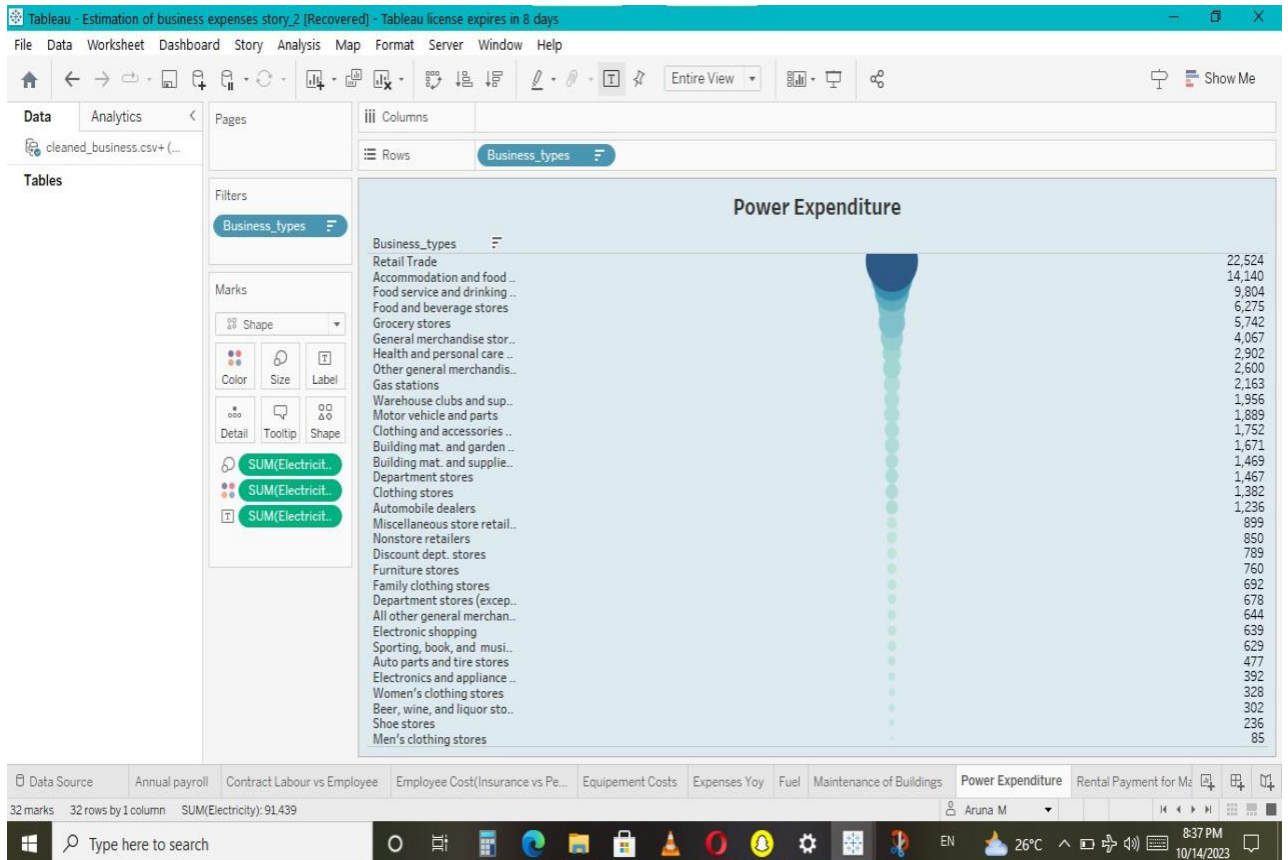 Tableau - Estimation of business expenses story_2 [Recovered] - Tableau license expires in 8 days
File Data Worksheet Dashboard Story Analysis Map Format Server Window Help
Entire View Show Me
Data Analytics
cleaned_business.csv+ (...
Tables
Pages
iii Columns
Rows Business_types
Filters
Business_types
Marks
Shape
Color Size Label
Detail Tooltip Shape
SUM(Electricit..
SUM(Electricit..
SUM(Electricit..
Power Expenditure
Business_types
Retail Trade 22,524
Accommodation and food .. 14,140
Food service and drinking .. 9,804
Food and beverage stores 6,275
Grocery stores 5,742
General merchandise stor.. 4,067
Health and personal care .. 2,902
Other general merchandis.. 2,600
Gas stations 2,163
Warehouse clubs and sup.. 1,956
Motor vehicle and parts 1,889
Clothing and accessories .. 1,752
Building mat. and garden .. 1,671
Building mat. and supplie.. 1,469
Department stores 1,467
Clothing stores 1,382
Automobile dealers 1,236
Miscellaneous store retail.. 899
Nonstore retailers 850
Discount dept. stores 789
Furniture stores 760
Family clothing stores 692
Department stores (excep.. 678
All other general merchan.. 644
Electronic shopping 639
Sporting, book, and musi.. 629
Auto parts and tire stores 477
Electronics and appliance .. 392
Women's clothing stores 328
Beer, wine, and liquor sto.. 302
Shoe stores 236
Men's clothing stores 85
Data Source Annual payroll Contract Labour vs Employee Employee Cost(Insurance vs Pe... Equipement Costs Expenses Yoy Fuel Maintenance of Buildings Power Expenditure Rental Payment for Ma
32 marks 32 rows by 1 column SUM(Electricity): 91,439 Aruna M
Type here to search EN 26°C 8:37 PM
10/14/2023